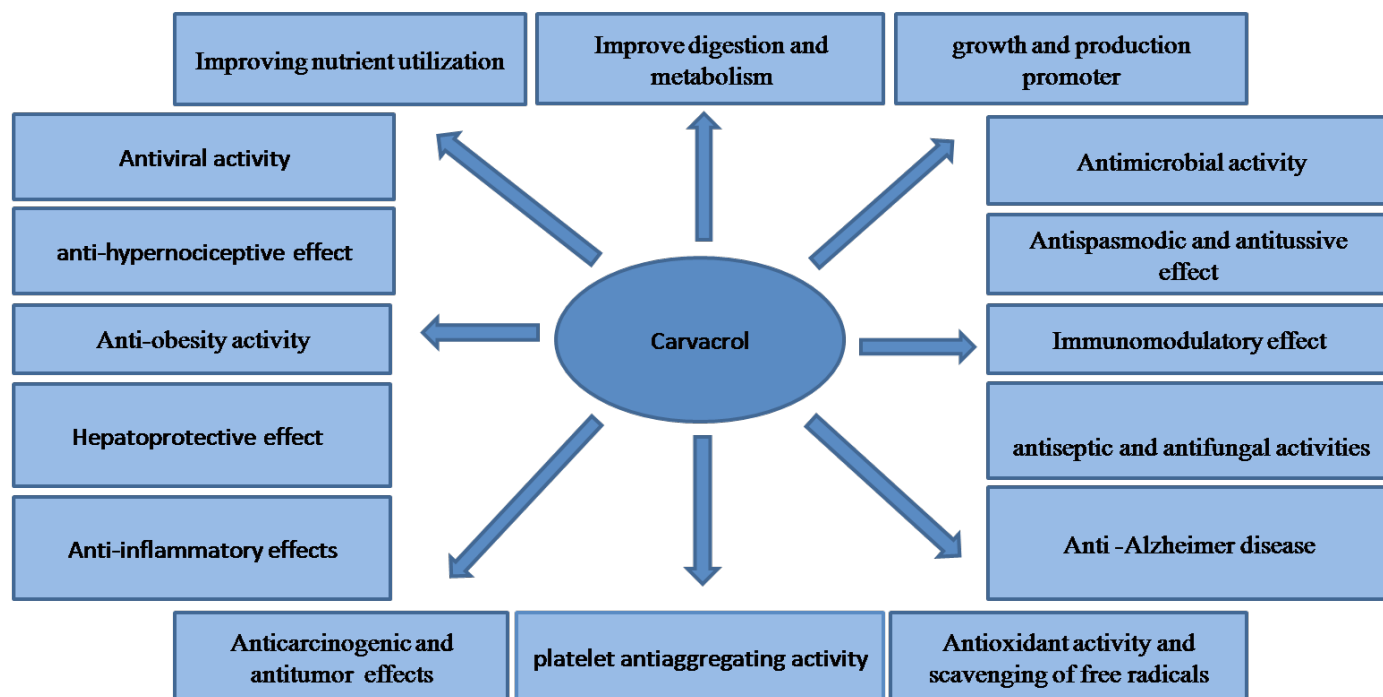 Improving nutrient utilization
Improve digestion and
metabolism
growth and production
promoter
Antiviral activity
anti-hypernociceptive effect
Anti-obesity activity
Hepatoprotective effect
Anti-inflammatory effects
Carvacrol
Antimicrobial activity
Antispasmodic and antitussive
effect
Immunomodulatory effect
antiseptic and antifungal activities
Anti -Alzheimer disease
Anticarcinogenic and
antitumor effects
platelet antiaggregating activity
Antioxidant activity and
scavenging of free radicals